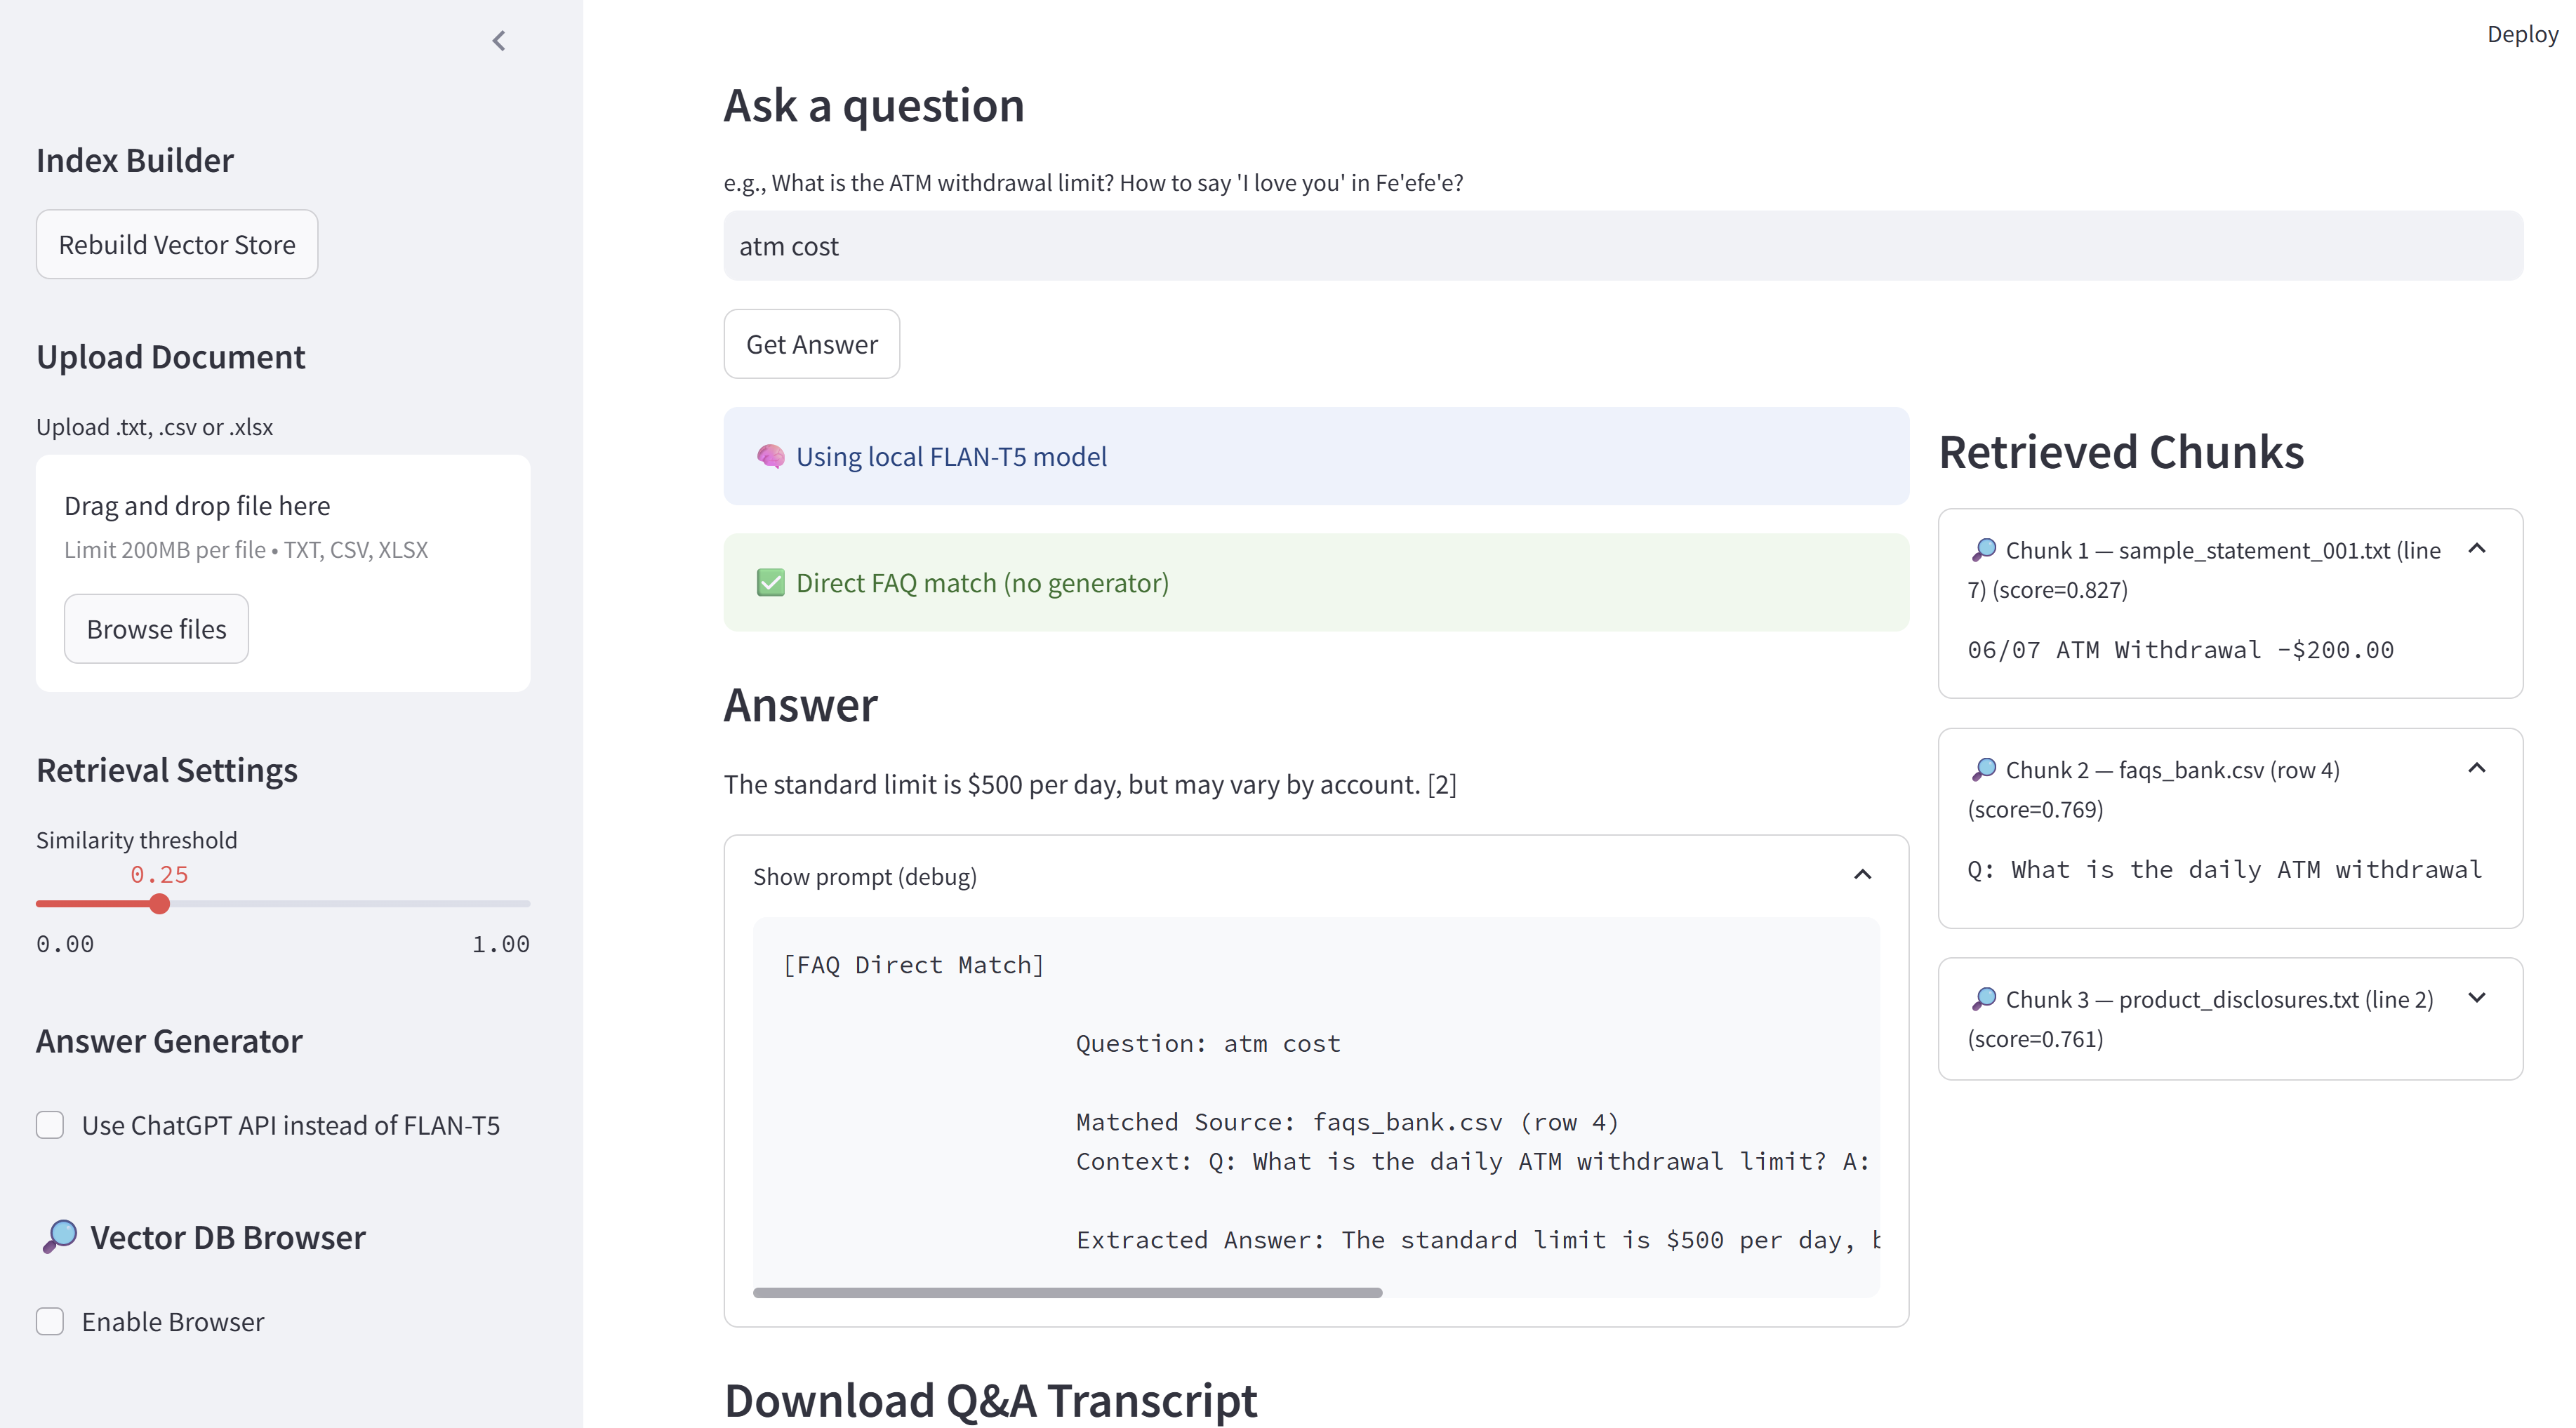 Deploy
Index Builder
Rebuild Vector Store
Upload Document
Upload .txt, .csv or .xlsx
Drag and drop file here
Limit 200MB per file • TXT, CSV, XLSX
Browse files
Retrieval Settings
Similarity threshold
0.25
0.00 1.00
Answer Generator
Use ChatGPT API instead of FLAN-T5
🔎 Vector DB Browser
Enable Browser
Ask a question
e.g., What is the ATM withdrawal limit? How to say 'I love you' in Fe'efe'e?
atm cost
Get Answer
🧠 Using local FLAN-T5 model
✅ Direct FAQ match (no generator)
Answer
The standard limit is $500 per day, but may vary by account. [2]
Show prompt (debug)
[FAQ Direct Match]
Question: atm cost
Matched Source: faqs_bank.csv (row 4)
Context: Q: What is the daily ATM withdrawal limit? A:
Extracted Answer: The standard limit is $500 per day,
Download Q&A Transcript
Retrieved Chunks
🔎 Chunk 1 — sample_statement_001.txt (line
7) (score=0.827)
06/07 ATM Withdrawal -$200.00
🔎 Chunk 2 — faqs_bank.csv (row 4)
(score=0.769)
Q: What is the daily ATM withdrawal
🔎 Chunk 3 — product_disclosures.txt (line 2)
(score=0.761)